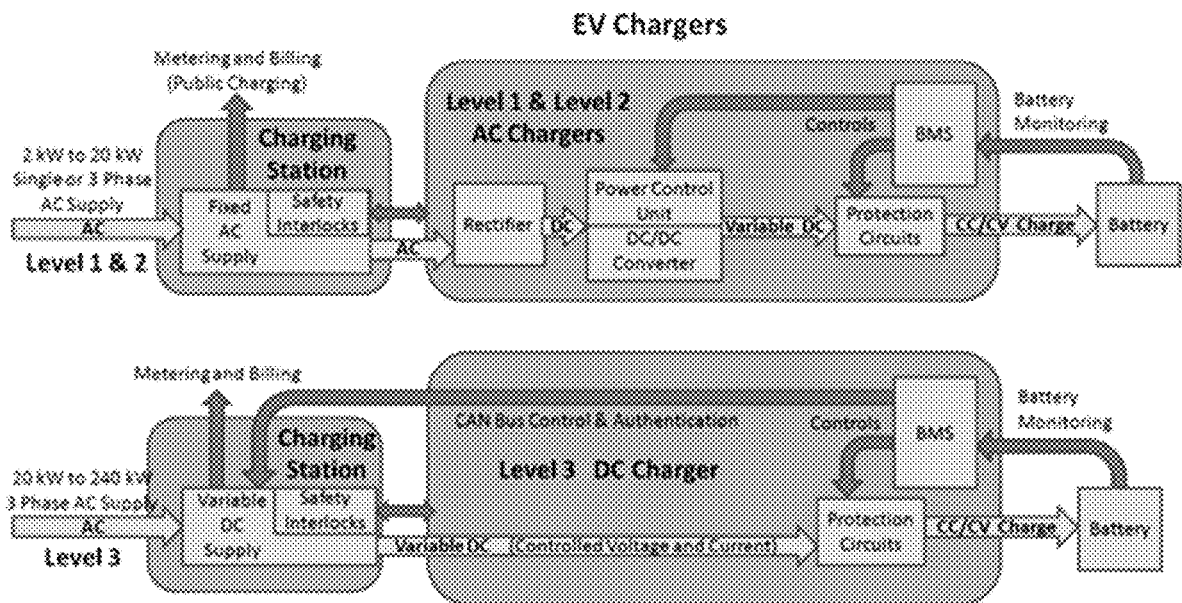 EV Chargers
Metering and Billing
(Public Charging)
Level 1 & Level 2
AC Chargers
Charging
Station
2 kW to 20 kW
Single or 3 Phase
AC Supply
AC
Level 1 & 2
Fixed
AC
Supply
Safety
Interlocks
AC
Rectifier
DC
Power Control
Unit
DC/DC
Converter
Variable DC
Controls
BMS
Protection
Circuits
Battery
Monitoring
CC/CV Charge
Battery
Metering and Billing
Charging
Station
20 kW to 240 kW
3 Phase AC Supply
AC
Level 3
Variable
DC
Supply
Safety
Interlocks
CAN Bus Control & Authentication
Level 3 DC Charger
Variable DC (Controlled Voltage and Current)
Controls
BMS
Protection
Circuits
Battery
Monitoring
CC/CV Charge
Battery